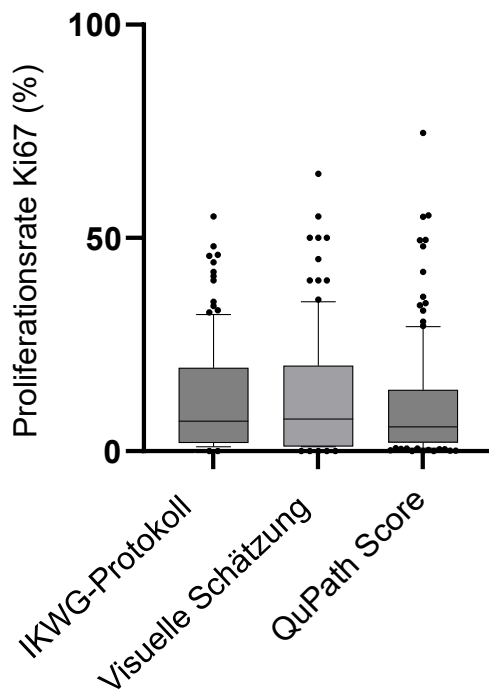 Proliferationsrate Ki67 (%)
100
50
0
IKWG-Protokoll
Visuelle Schätzung
QuPath Score